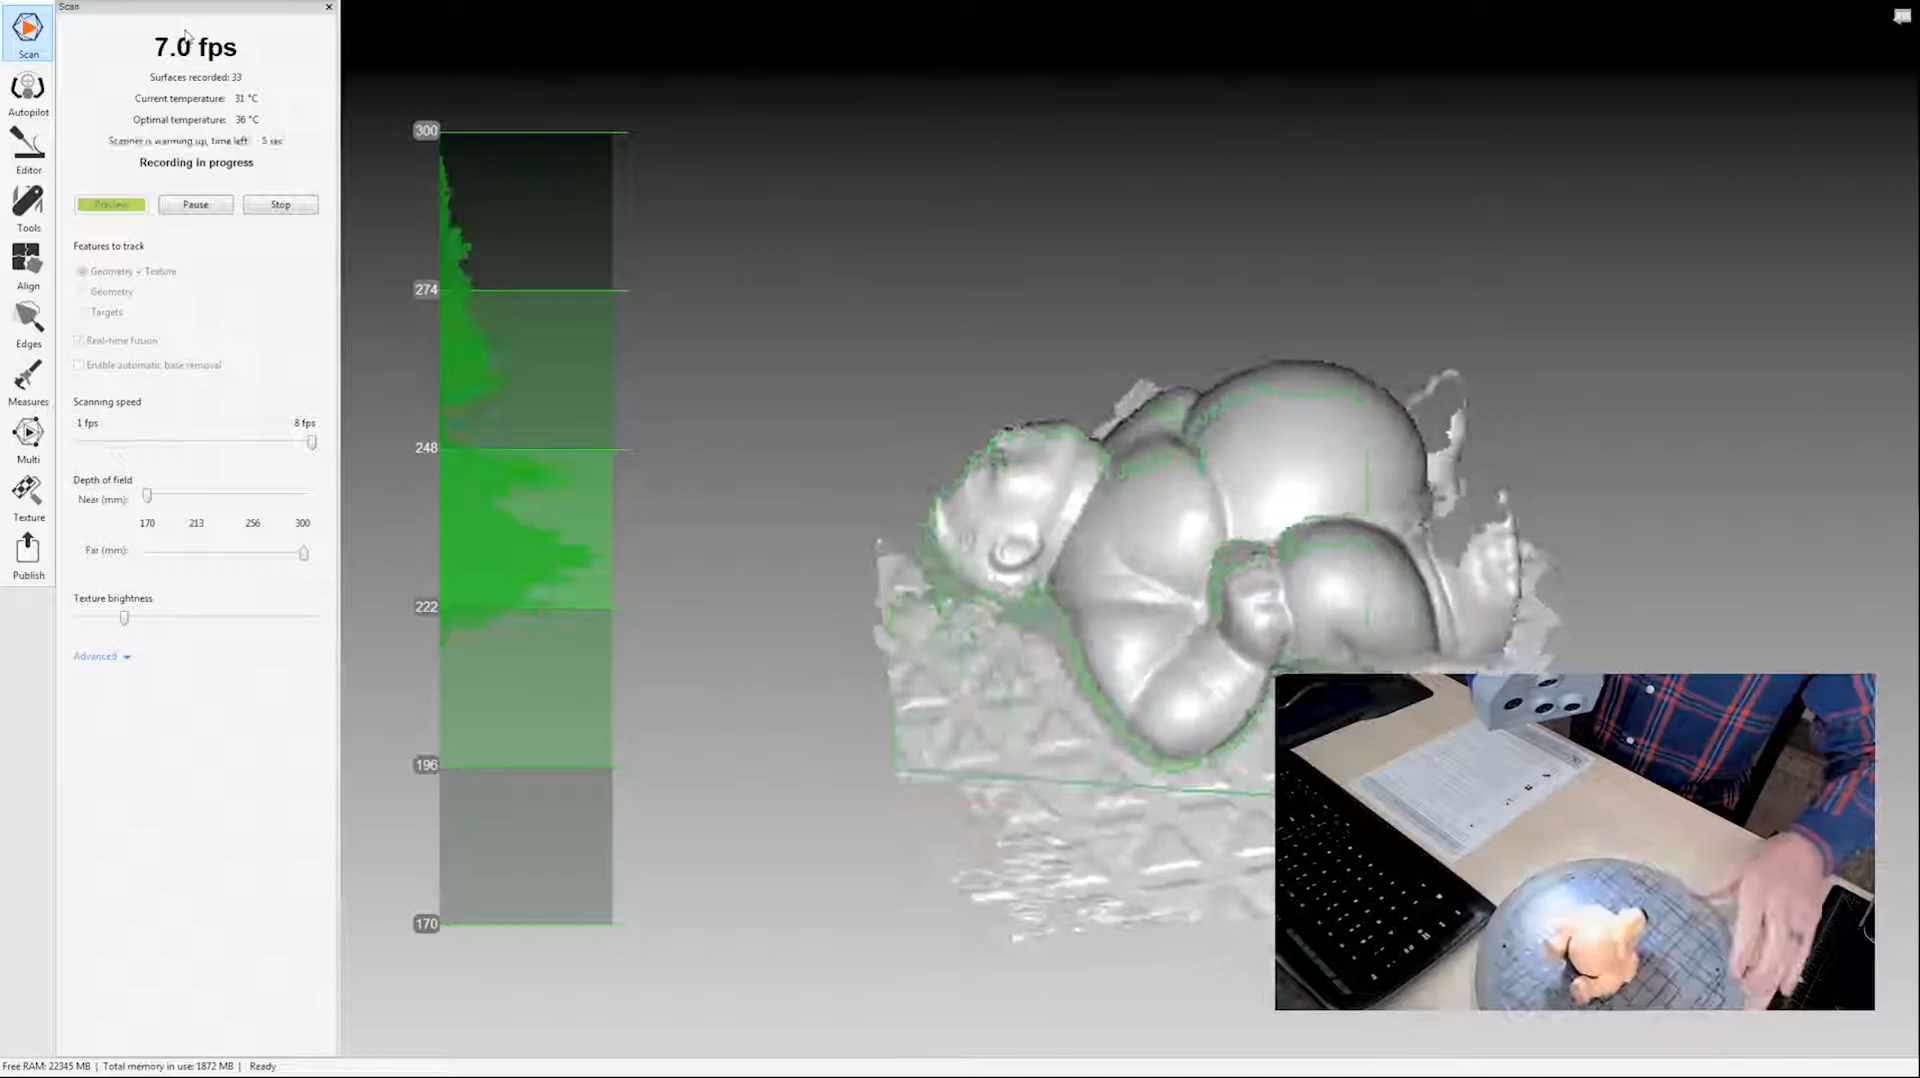 Scan
7.0 fps
Surfaces recorded: 33
Current temperature: 31 °C
Optimal temperature: 36 °C
Scanner is warming up, time left: 5 sec
Recording in progress
Preview
Pause
Stop
Features to track
Geometry + Texture
Geometry
Targets
Real-time fusion
Enable automatic base removal
Scanning speed
1 fps
8 fps
Depth of field
Near (mm):
170 213 256 300
Far (mm):
Texture brightness
Advanced
Scan
Autopilot
Editor
Tools
Align
Edges
Measures
Multi
Texture
Publish
300
274
248
222
196
170
Free RAM: 22345 MB | Total memory in use: 1872 MB | Ready